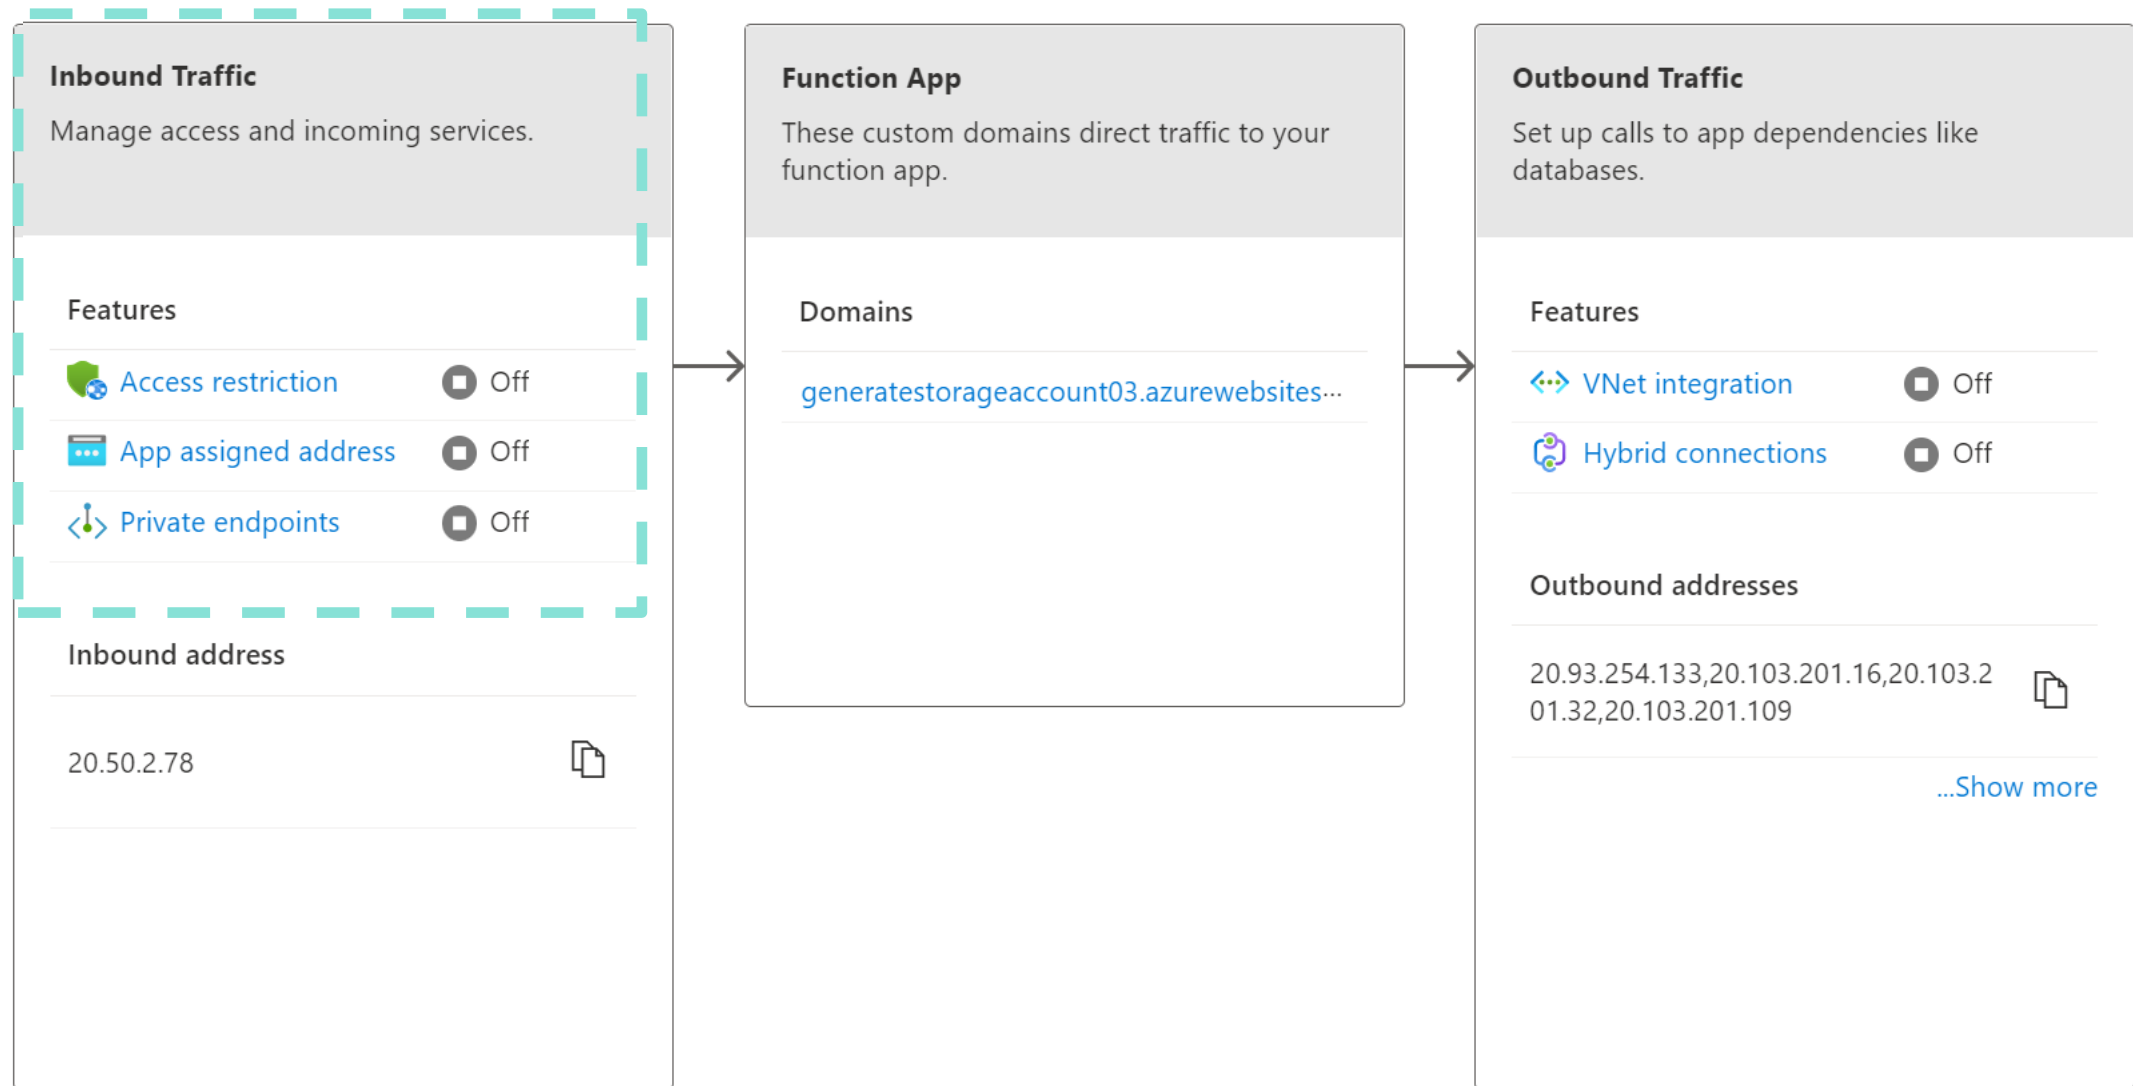 Inbound Traffic
Manage access and incoming services.
Features
Access restriction Off
App assigned address Off
Private endpoints Off
Inbound address
20.50.2.78
Function App
These custom domains direct traffic to your
function app.
Domains
generatestorageaccount03.azurewebsites...
Outbound Traffic
Set up calls to app dependencies like
databases.
Features
VNet integration Off
Hybrid connections Off
Outbound addresses
20.93.254.133,20.103.201.16,20.103.2
01.32,20.103.201.109
...Show more